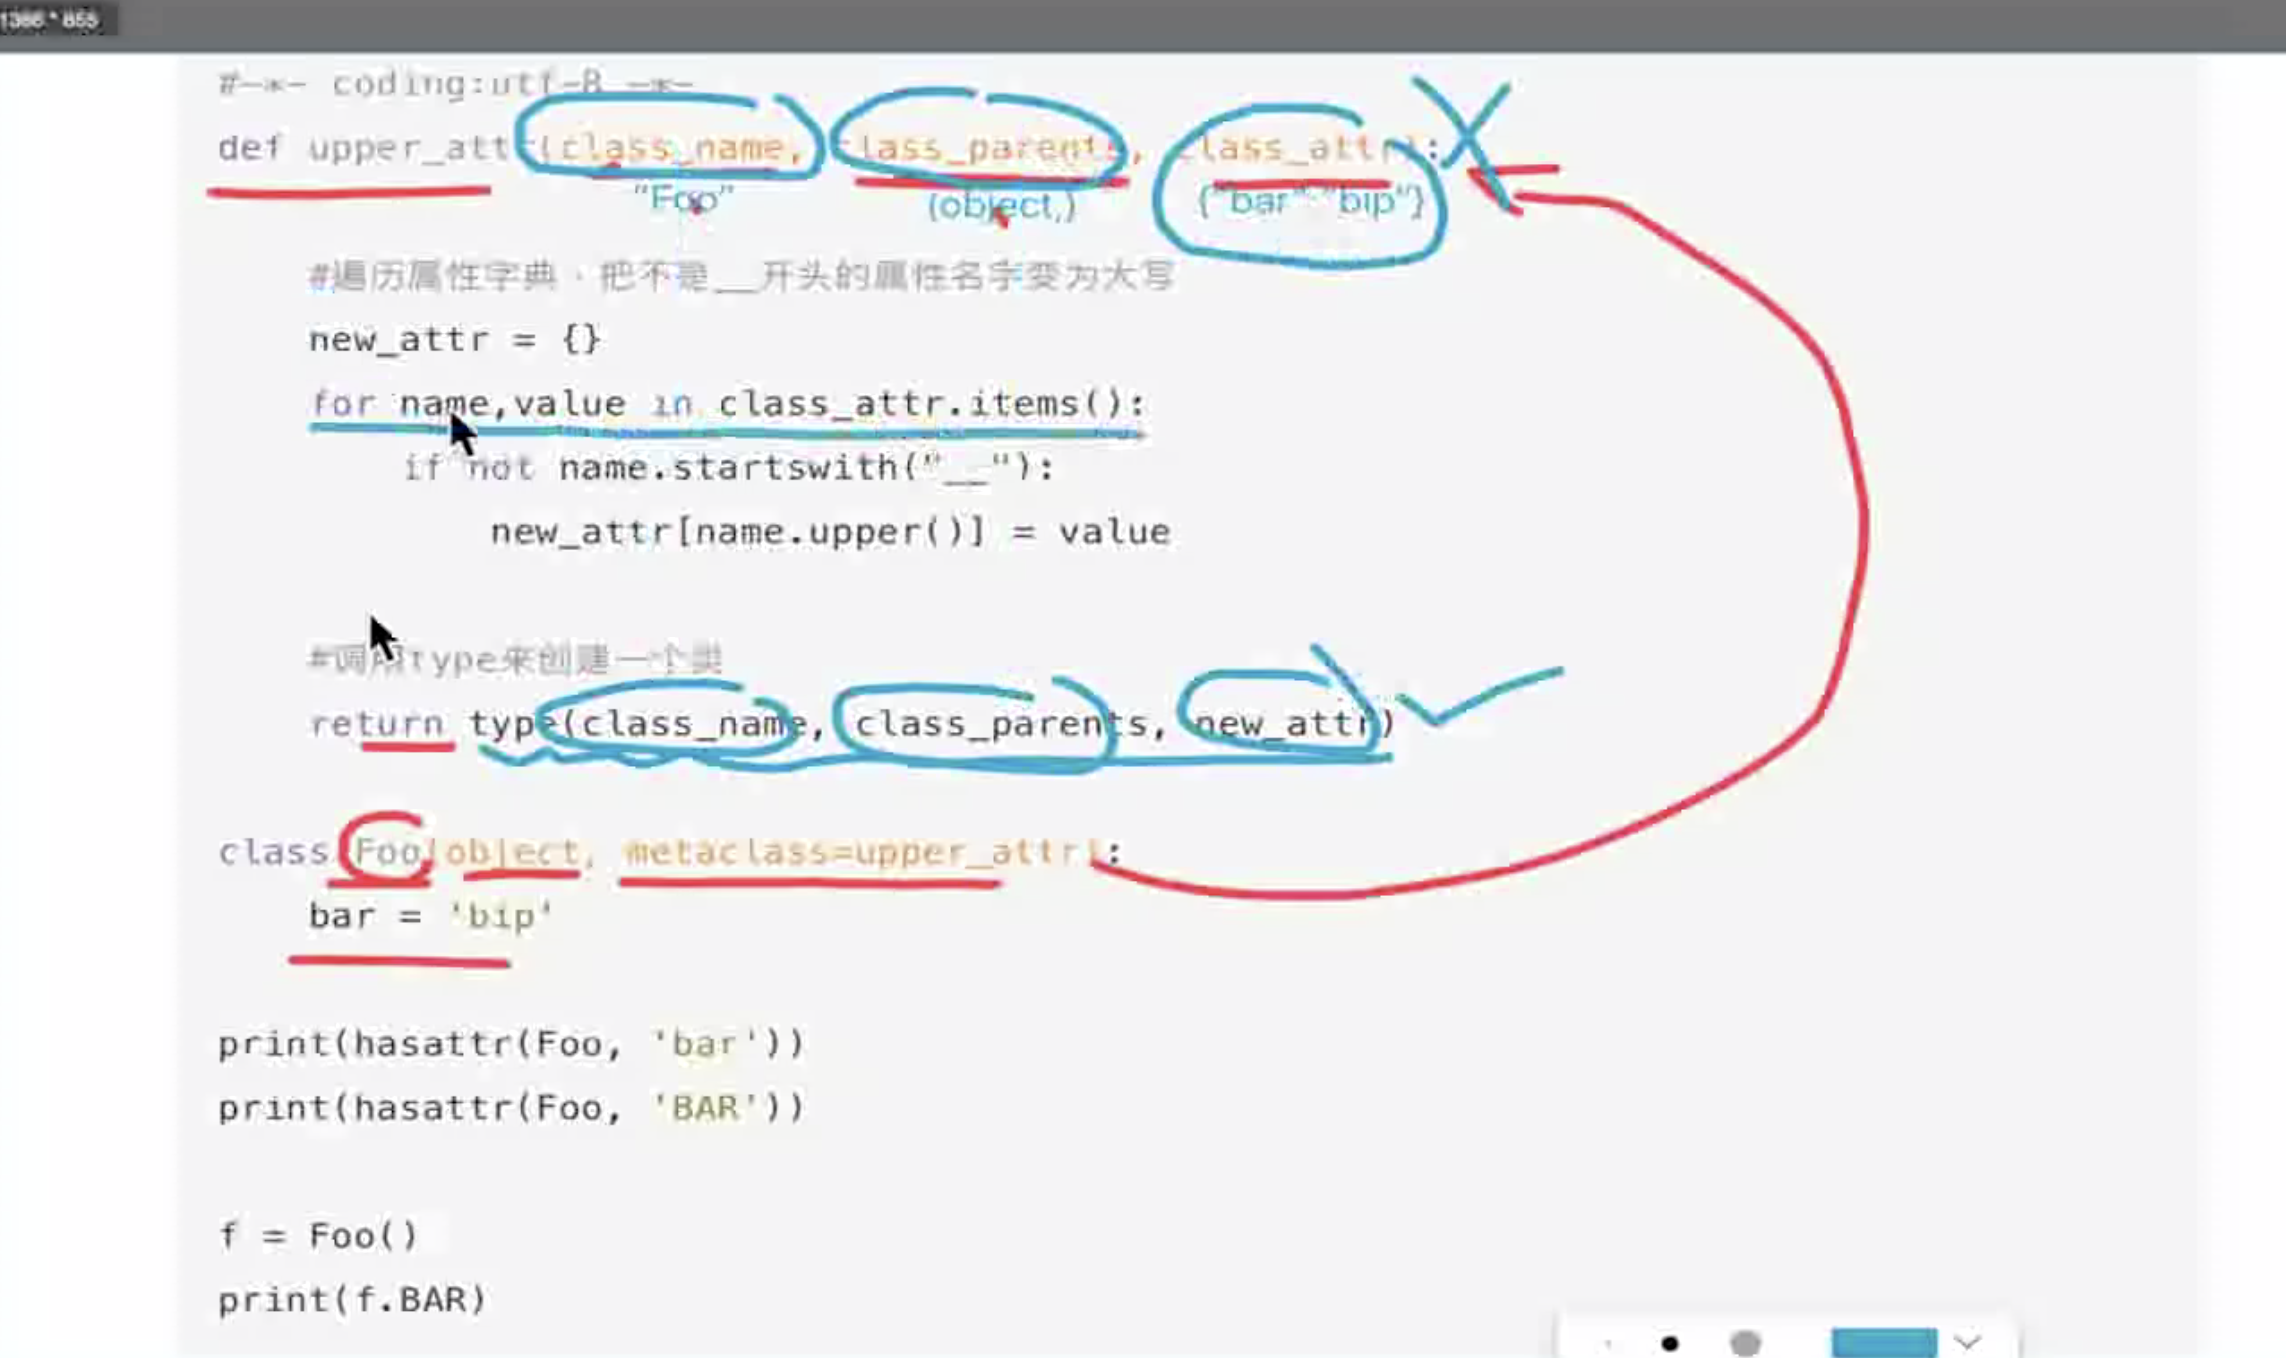 1386 * 855
#-*- coding:utf-8 -*-
def upper_attr(class_name, class_parents, class_attr):
"Foo" (object,) {"bar":"bip"}
#遍历属性字典，把不是__开头的属性名字变为大写
new_attr = {}
for name,value in class_attr.items():
if not name.startswith("__"):
new_attr[name.upper()] = value
#调用type来创建一个类
return type(class_name, class_parents, new_attr)
class Foo(object, metaclass=upper_attr):
bar = 'bip'
print(hasattr(Foo, 'bar'))
print(hasattr(Foo, 'BAR'))
f = Foo()
print(f.BAR)